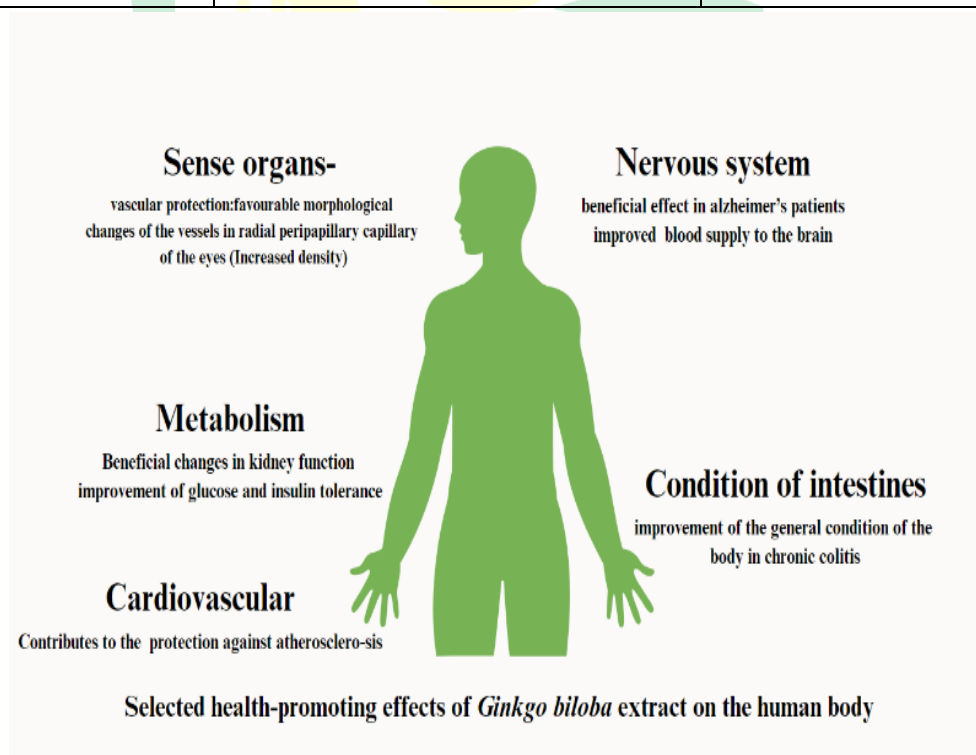 Sense organs-
vascular protection:favourable morphological
changes of the vessels in radial peripapillary capillary
of the eyes (Increased density)
Nervous system
beneficial effect in alzheimer's patients
improved blood supply to the brain
Metabolism
Beneficial changes in kidney function
improvement of glucose and insulin tolerance
Condition of intestines
improvement of the general condition of the
body in chronic colitis
Cardiovascular
Contributes to the protection against atherosclero-sis
Selected health-promoting effects of Ginkgo biloba extract on the human body